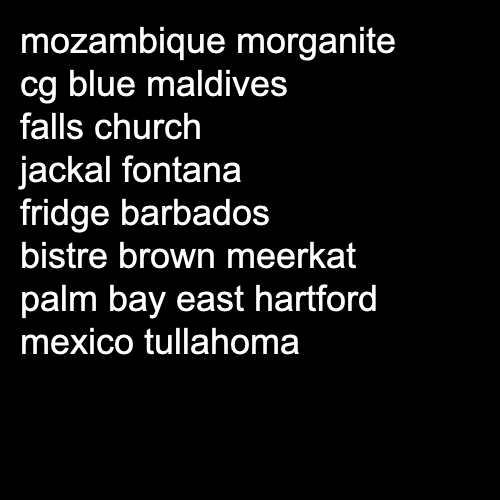 mozambique morganite
cg blue maldives
falls church
jackal fontana
fridge barbados
bistre brown meerkat
palm bay east hartford
mexico tullahoma